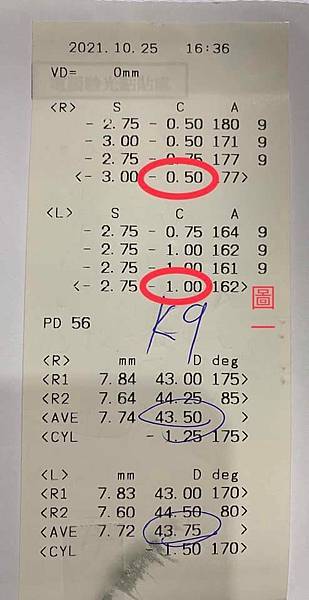 2021.10.25 16:36
VD= 0mm
<R> S C A
- 2.75 - 0.50 180 9
- 3.00 - 0.50 171 9
- 2.75 - 0.75 177 9
<- 3.00 - 0.50 177>
<L> S C A
- 2.75 - 0.75 164 9
- 2.75 - 1.00 162 9
- 2.75 - 1.00 161 9
<- 2.75 - 1.00 162>
圖一
PD 56
K9
<R> mm D deg
<R1 7.84 43.00 175>
<R2 7.64 44.25 85>
<AVE 7.74 43.50 >
<CYL - 1.25 175>
<L> mm D deg
<R1 7.83 43.00 170>
<R2 7.60 44.50 80>
<AVE 7.72 43.75 >
<CYL - 1.50 170>